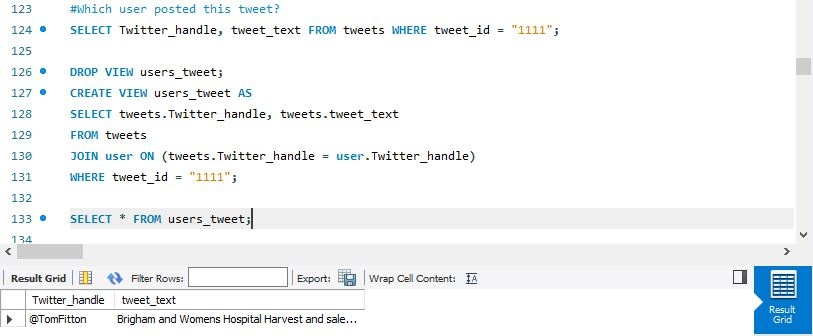 123 #Which user posted this tweet?
124 SELECT Twitter_handle, tweet_text FROM tweets WHERE tweet_id = "1111";
125
126 DROP VIEW users_tweet;
127 CREATE VIEW users_tweet AS
128 SELECT tweets.Twitter_handle, tweets.tweet_text
129 FROM tweets
130 JOIN user ON (tweets.Twitter_handle = user.Twitter_handle)
131 WHERE tweet_id = "1111";
132
133 SELECT * FROM users_tweet;
134
Result Grid Filter Rows: Export: Wrap Cell Content:
Twitter_handle tweet_text
@TomFitton Brigham and Womens Hospital Harvest and sale...
Result
Grid